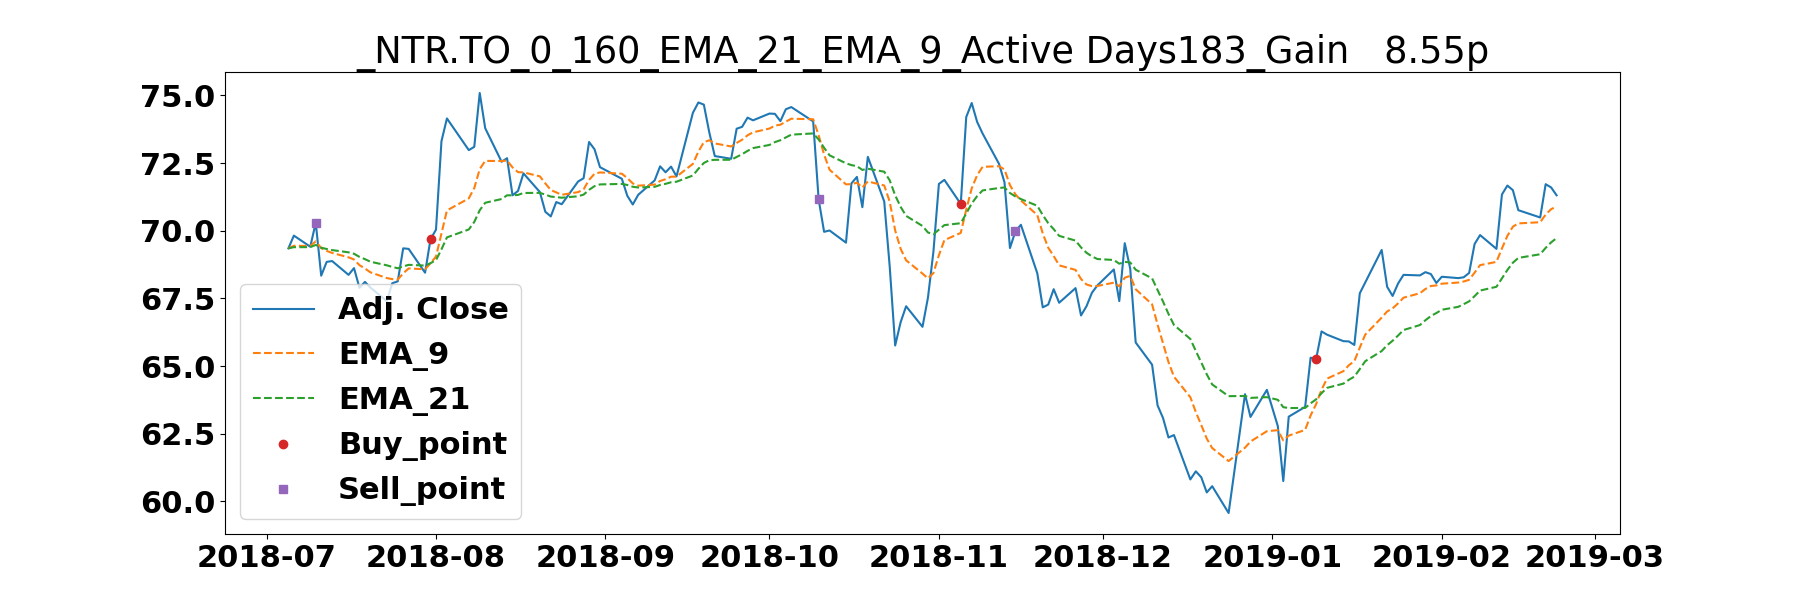 _NTR.TO_0_160_EMA_21_EMA_9_Active Days183_Gain   8.55p
75.0
72.5
70.0
67.5
65.0
62.5
60.0
Adj. Close
EMA_9
EMA_21
Buy_point
Sell_point
2018-07 2018-08 2018-09 2018-10 2018-11 2018-12 2019-01 2019-02 2019-03